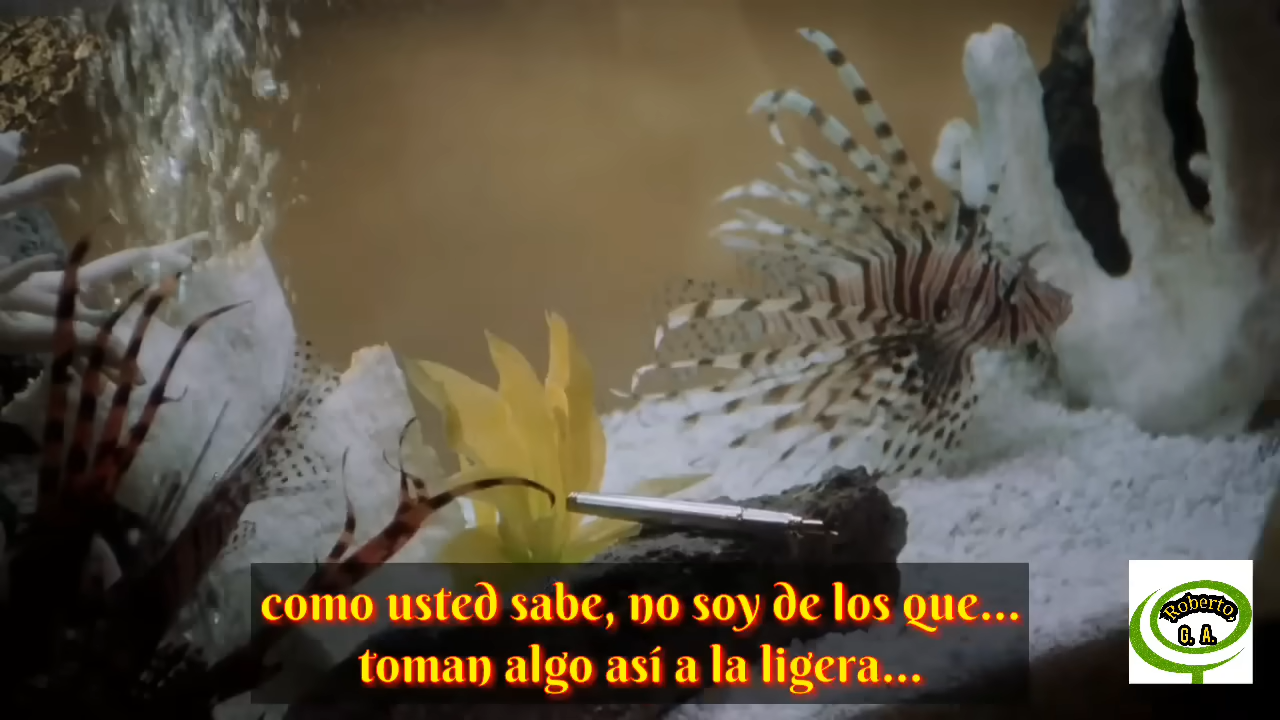 como usted sabe, no soy de los que...
toman algo así a la ligera...
Roberto
G. A.